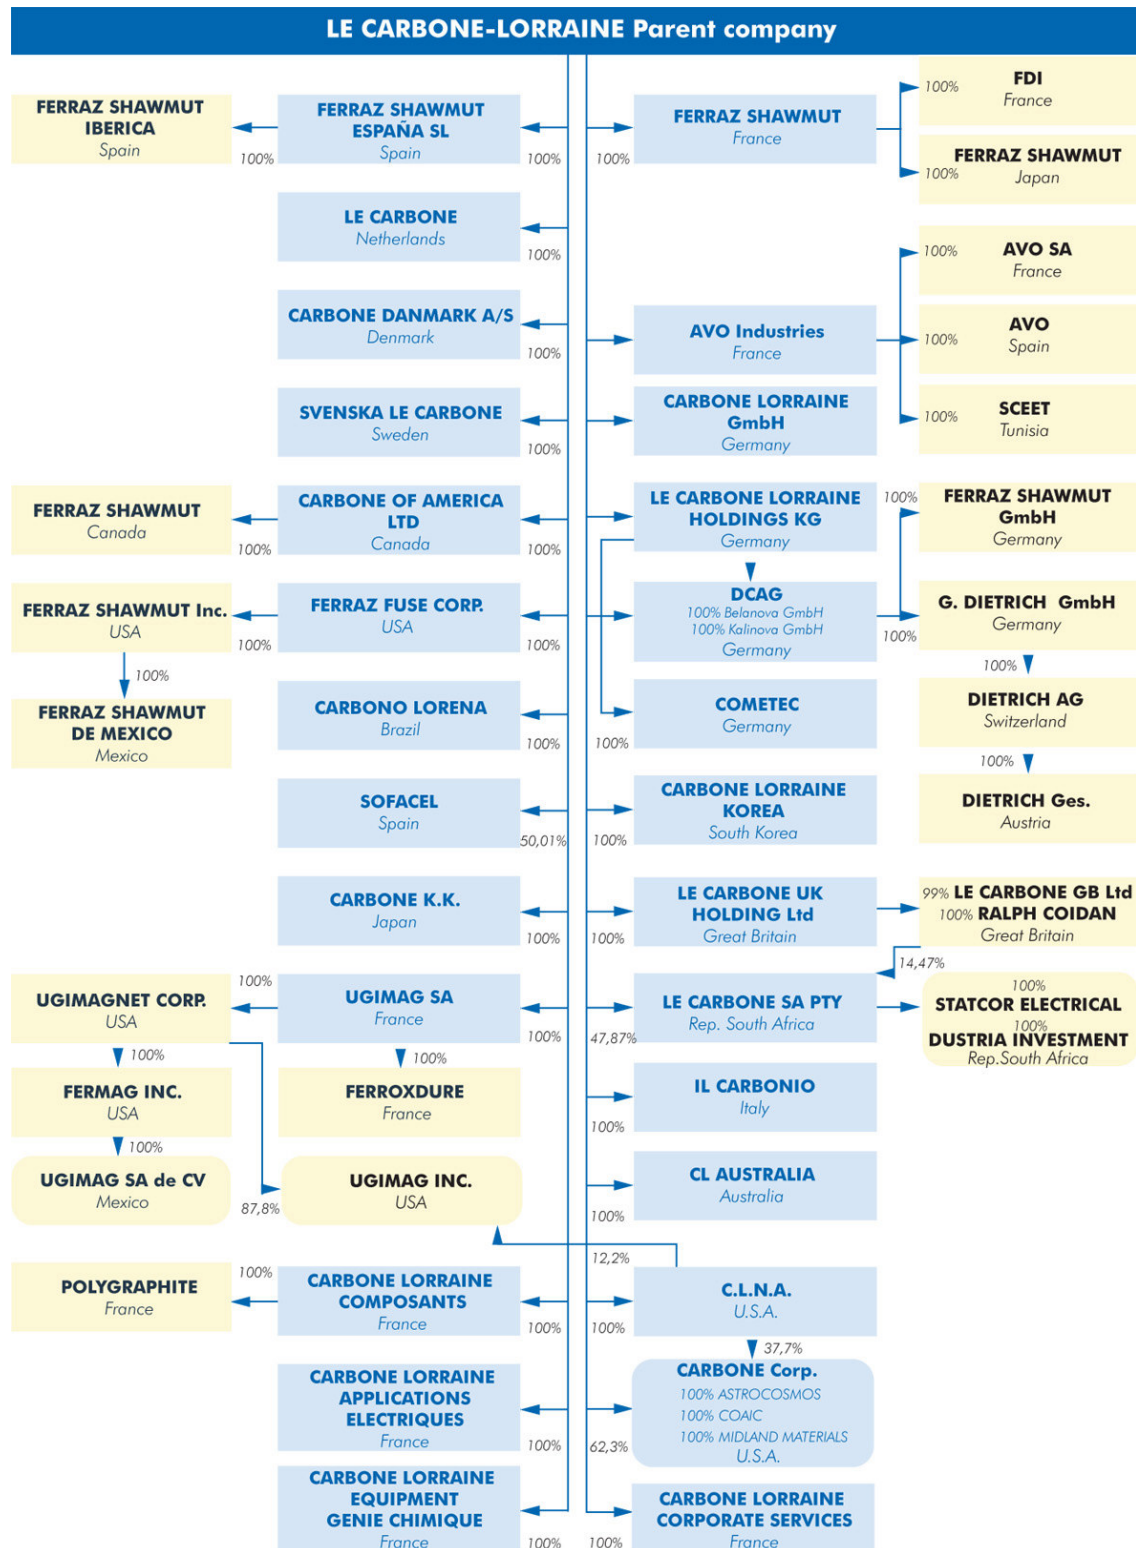 LE CARBONE-LORRAINE Parent company
FERRAZ SHAWMUT
IBERICA
Spain
100%
FERRAZ SHAWMUT
ESPAÑA SL
Spain
100%
100%
FERRAZ SHAWMUT
France
100%
FDI
France
100%
FERRAZ SHAWMUT
Japan
LE CARBONE
Netherlands
100%
100%
AVO SA
France
CARBONE DANMARK A/S
Denmark
100%
AVO Industries
France
100%
AVO
Spain
SVENSKA LE CARBONE
Sweden
100%
CARBONE LORRAINE
GmbH
Germany
100%
SCEET
Tunisia
FERRAZ SHAWMUT
Canada
100%
CARBONE OF AMERICA
LTD
Canada
100%
LE CARBONE LORRAINE
HOLDINGS KG
Germany
100%
FERRAZ SHAWMUT
GmbH
Germany
FERRAZ SHAWMUT Inc.
USA
100%
FERRAZ FUSE CORP.
USA
100%
DCAG
100% Belanova GmbH
100% Kalinova GmbH
Germany
100%
G. DIETRICH GmbH
Germany
100%
100%
FERRAZ SHAWMUT
DE MEXICO
Mexico
CARBONO LORENA
Brazil
100%
100%
COMETEC
Germany
DIETRICH AG
Switzerland
100%
SOFACEL
Spain
50,01%
100%
CARBONE LORRAINE
KOREA
South Korea
DIETRICH Ges.
Austria
CARBONE K.K.
Japan
100%
100%
LE CARBONE UK
HOLDING Ltd
Great Britain
99% LE CARBONE GB Ltd
100% RALPH COIDAN
Great Britain
14,47%
UGIMAGNET CORP.
USA
100%
UGIMAG SA
France
100%
47,87%
LE CARBONE SA PTY
Rep. South Africa
100%
STATCOR ELECTRICAL
100%
DUSTRIA INVESTMENT
Rep.South Africa
100%
100%
FERMAG INC.
USA
FERROXDURE
France
100%
IL CARBONIO
Italy
100%
UGIMAG SA de CV
Mexico
87,8%
UGIMAG INC.
USA
100%
CL AUSTRALIA
Australia
12,2%
POLYGRAPHITE
France
100%
CARBONE LORRAINE
COMPOSANTS
France
100%
100%
C.L.N.A.
U.S.A.
37,7%
CARBONE LORRAINE
APPLICATIONS
ELECTRIQUES
France
100%
62,3%
CARBONE Corp.
100% ASTROCOSMOS
100% COAIC
100% MIDLAND MATERIALS
U.S.A.
CARBONE LORRAINE
EQUIPMENT
GENIE CHIMIQUE
France
100%
100%
CARBONE LORRAINE
CORPORATE SERVICES
France